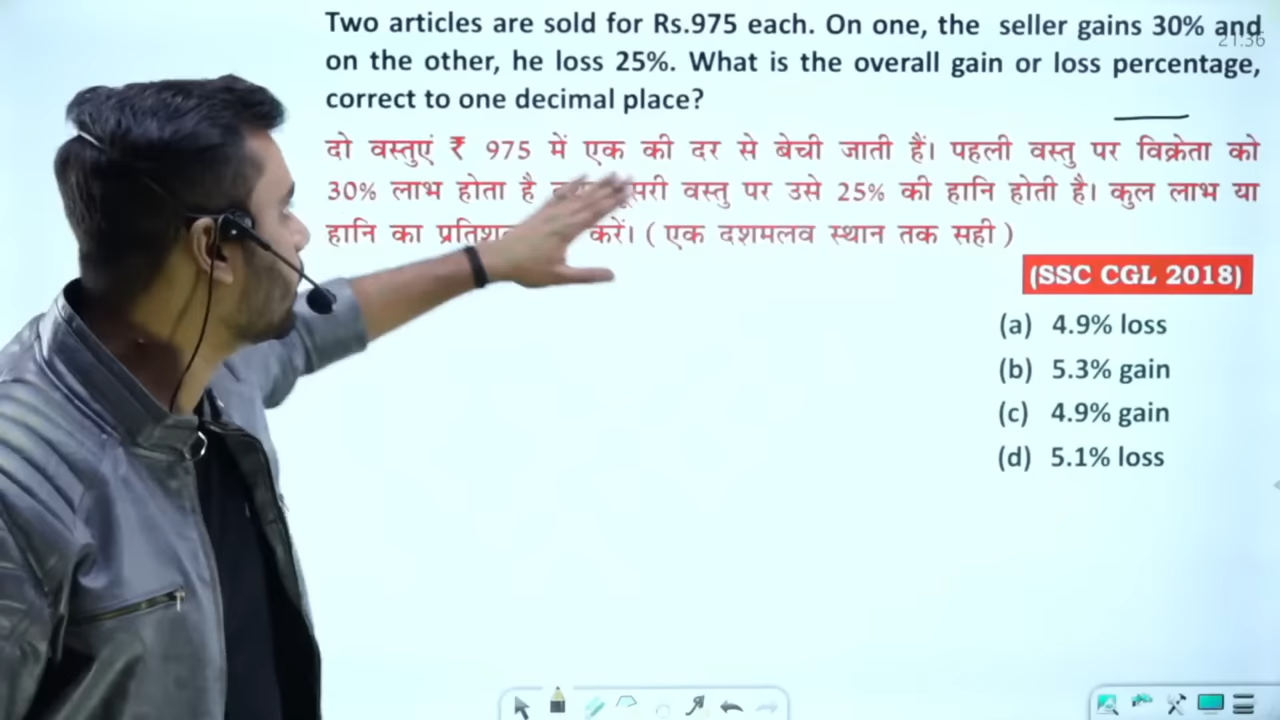 Two articles are sold for Rs.975 each. On one, the seller gains 30% and
21:36
on the other, he loss 25%. What is the overall gain or loss percentage,
correct to one decimal place?
दो वस्तुएं ₹ 975 में एक की दर से बेची जाती हैं। पहली वस्तु पर विक्रेता को
30% लाभ होता है वस्तु पर उसे 25% की हानि होती है। कुल लाभ या
हानि का करें। ( एक दशमलव स्थान तक सही )
(SSC CGL 2018)
(a) 4.9% loss
(b) 5.3% gain
(c) 4.9% gain
(d) 5.1% loss